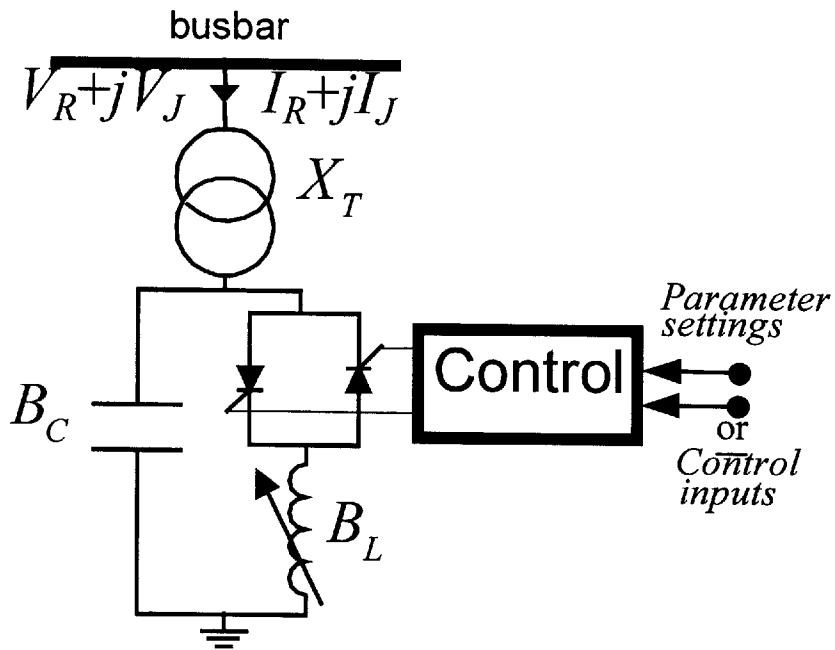 busbar
V_R+jV_J
I_R+jI_J
X_T
Parameter
settings
Control
B_C
or
Control
inputs
B_L